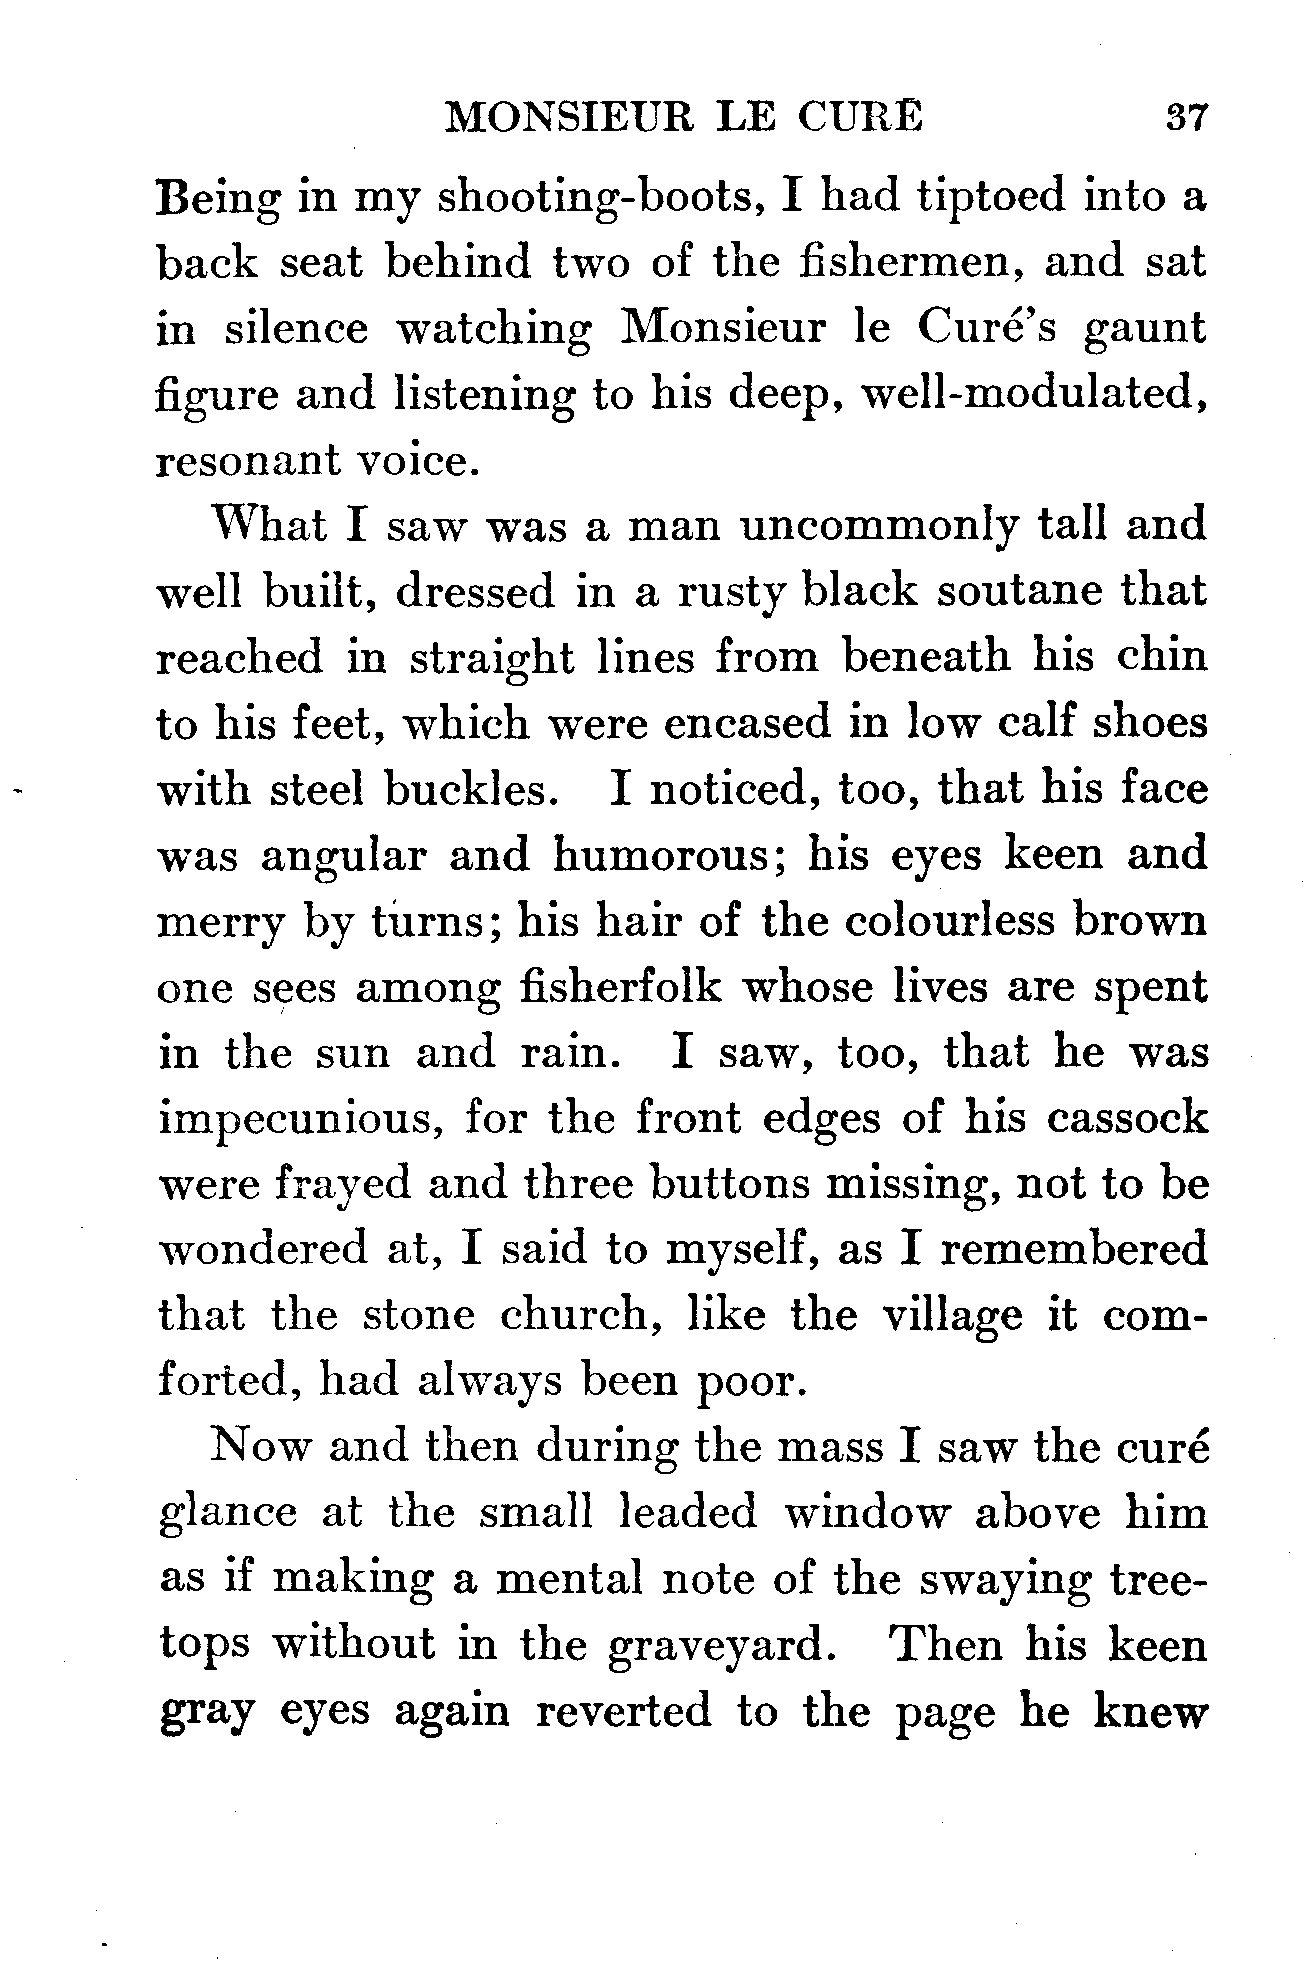 MONSIEUR LE CURÉ 37
Being in my shooting-boots, I had tiptoed into a
back seat behind two of the fishermen, and sat
in silence watching Monsieur le Curé's gaunt
figure and listening to his deep, well-modulated,
resonant voice.
What I saw was a man uncommonly tall and
well built, dressed in a rusty black soutane that
reached in straight lines from beneath his chin
to his feet, which were encased in low calf shoes
with steel buckles. I noticed, too, that his face
was angular and humorous; his eyes keen and
merry by turns; his hair of the colourless brown
one sees among fisherfolk whose lives are spent
in the sun and rain. I saw, too, that he was
impecunious, for the front edges of his cassock
were frayed and three buttons missing, not to be
wondered at, I said to myself, as I remembered
that the stone church, like the village it com-
forted, had always been poor.
Now and then during the mass I saw the curé
glance at the small leaded window above him
as if making a mental note of the swaying tree-
tops without in the graveyard. Then his keen
gray eyes again reverted to the page he knew